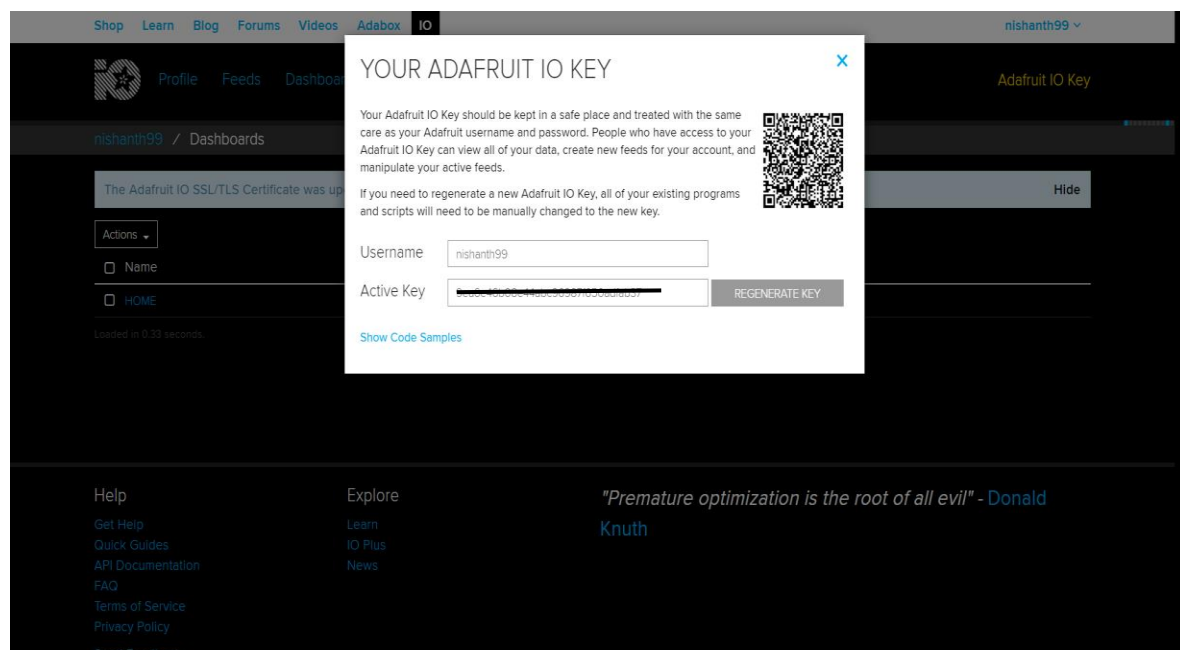 Shop Learn Blog Forums Videos Adabox IO
nishanth99
Profile Feeds Dashboar
Adafruit IO Key
nishanth99 / Dashboards
The Adafruit IO SSL/TLS Certificate was up
Hide
Actions
Name
HOME
Loaded in 0.33 seconds.
YOUR ADAFRUIT IO KEY
X
Your Adafruit IO Key should be kept in a safe place and treated with the same
care as your Adafruit username and password. People who have access to your
Adafruit IO Key can view all of your data, create new feeds for your account, and
manipulate your active feeds.
If you need to regenerate a new Adafruit IO Key, all of your existing programs
and scripts will need to be manually changed to the new key.
Username nishanth99
Active Key
REGENERATE KEY
Show Code Samples
Help
Get Help
Quick Guides
API Documentation
FAQ
Terms of Service
Privacy Policy
Explore
Learn
IO Plus
News
"Premature optimization is the root of all evil" - Donald
Knuth